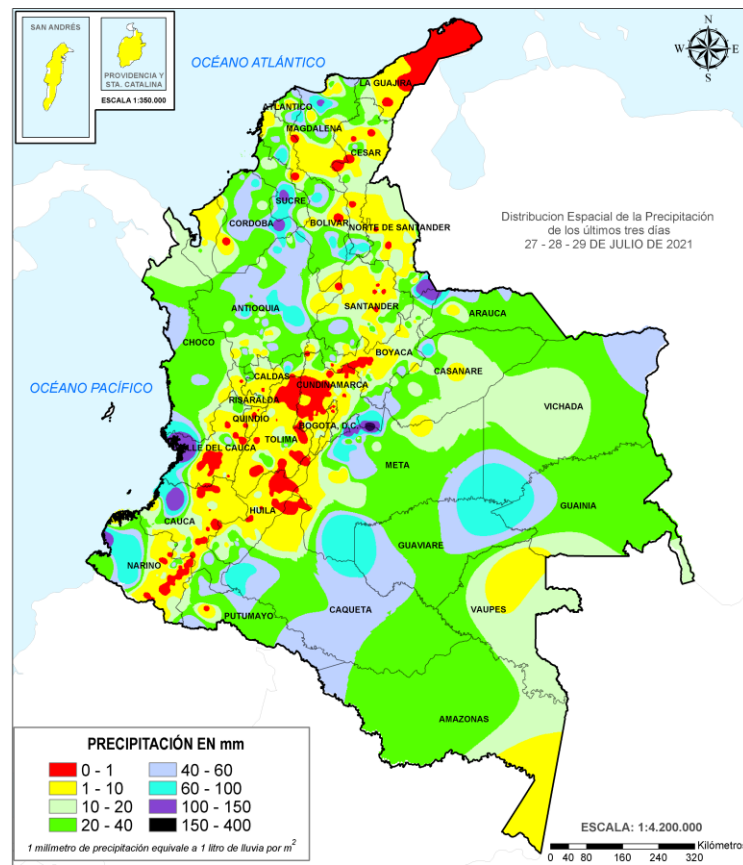 SAN ANDRÉS
PROVIDENCIA Y
STA. CATALINA
ESCALA 1:350.000
OCÉANO ATLÁNTICO
N
W
E
S
LA GUAJIRA
ATLANTICO
MAGDALENA
CESAR
SUCRE
BOLIVAR
NORTE DE SANTANDER
CORDOBA
Distribucion Espacial de la Precipitación
de los últimos tres días
27 - 28 - 29 DE JULIO DE 2021
ANTIOQUIA
SANTANDER
ARAUCA
CHOCO
BOYACA
CASANARE
CALDAS
CUNDINAMARCA
OCÉANO PACÍFICO
RISARALDA
VICHADA
QUINDIO
BOGOTA, D.C.
TOLIMA
VALLE DEL CAUCA
META
GUAINIA
HUILA
CAUCA
GUAVIARE
NARIÑO
CAQUETA
VAUPES
PUTUMAYO
AMAZONAS
PRECIPITACIÓN EN mm
0 - 1
40 - 60
1 - 10
60 - 100
10 - 20
100 - 150
20 - 40
150 - 400
1 milímetro de precipitación equivale a 1 litro de lluvia por m²
ESCALA: 1:4.200.000
Kilómetros
0 40 80 160 240 320